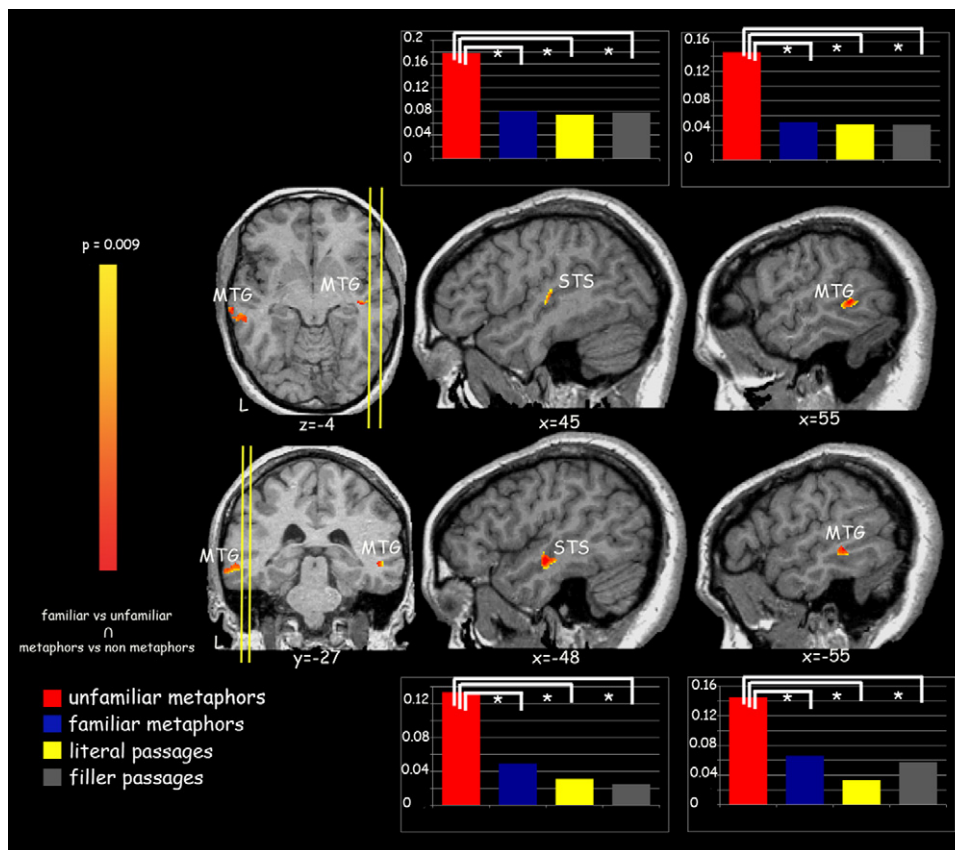 0.2
0.16
0.12
0.08
0.04
0
* * *
0.16
0.12
0.08
0.04
0
* * *
p = 0.009
MTG
MTG
L
z=-4
STS
x=45
MTG
x=55
MTG
MTG
L
y=-27
STS
x=-48
MTG
x=-55
familiar vs unfamiliar
∩
metaphors vs non metaphors
unfamiliar metaphors
familiar metaphors
literal passages
filler passages
0.12
0.08
0.04
0
* * *
0.16
0.12
0.08
0.04
0
* * *